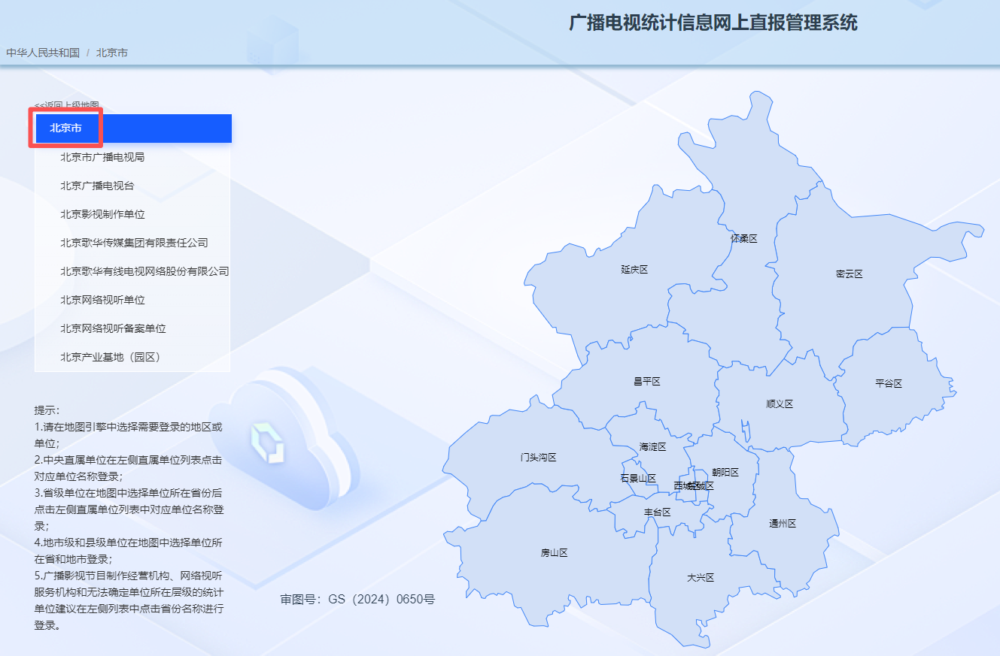 广播电视统计信息网上直报管理系统
中华人民共和国 / 北京市
<<返回上级地图
北京市
北京市广播电视局
北京广播电视台
北京影视制作单位
北京歌华传媒集团有限责任公司
北京歌华有线电视网络股份有限公司
北京网络视听单位
北京网络视听备案单位
北京产业基地（园区）
提示：
1.请在地图引擎中选择需要登录的地区或
单位；
2.中央直属单位在左侧直属单位列表点击
对应单位名称登录；
3.省级单位在地图中选择单位所在省份后
点击左侧直属单位列表中对应单位名称登
录；
4.地市级和县级单位在地图中选择单位所
在省和地市登录；
5.广播影视节目制作经营机构、网络视听
服务机构和无法确定单位所在层级的统计
单位建议在左侧列表中点击省份名称进行
登录。
审图号：GS（2024）0650号
怀柔区
延庆区
密云区
昌平区
平谷区
顺义区
海淀区
门头沟区
朝阳区
石景山区
西城区
丰台区
通州区
房山区
大兴区